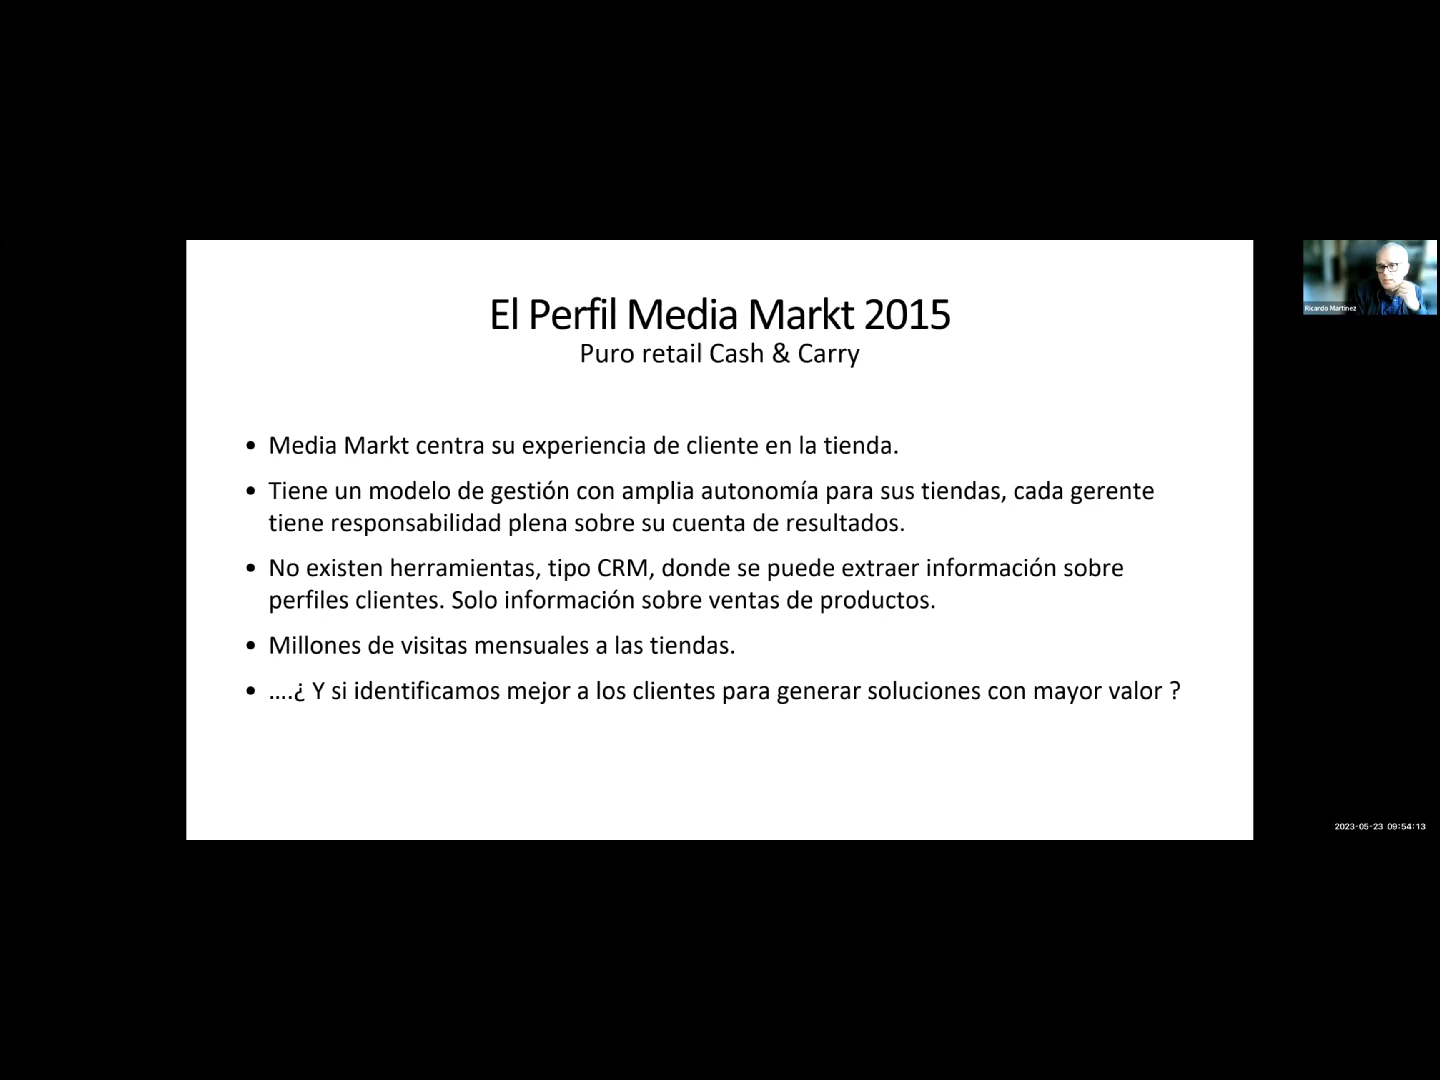 El Perfil Media Markt 2015
Puro retail Cash & Carry
• Media Markt centra su experiencia de cliente en la tienda.
• Tiene un modelo de gestión con amplia autonomía para sus tiendas, cada gerente
tiene responsabilidad plena sobre su cuenta de resultados.
• No existen herramientas, tipo CRM, donde se puede extraer información sobre
perfiles clientes. Solo información sobre ventas de productos.
• Millones de visitas mensuales a las tiendas.
• ....¿ Y si identificamos mejor a los clientes para generar soluciones con mayor valor ?
Ricardo Martinez
2023-05-23 09:54:13